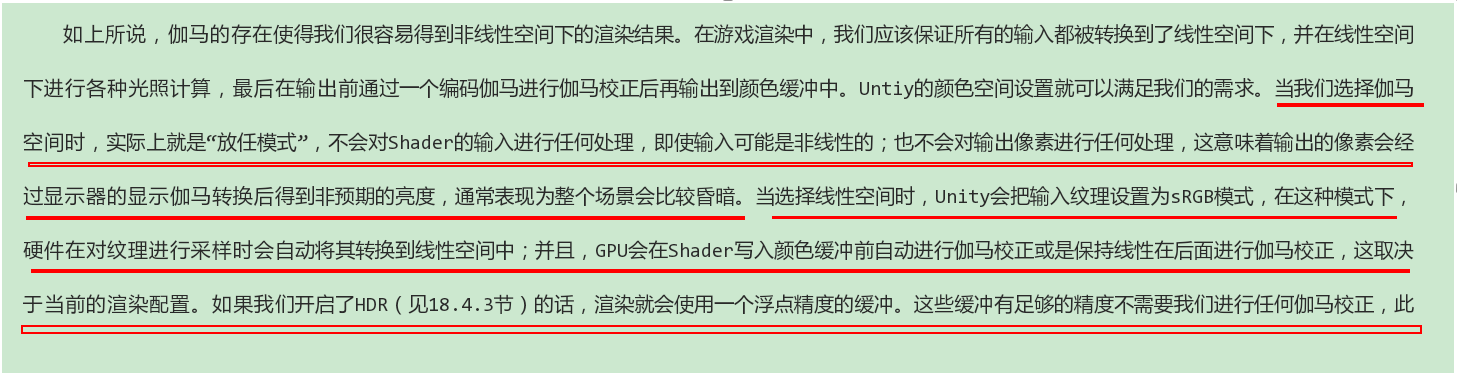 如上所说，伽马的存在使得我们很容易得到非线性空间下的渲染结果。在游戏渲染中，我们应该保证所有的输入都被转换到了线性空间下，并在线性空间
下进行各种光照计算，最后在输出前通过一个编码伽马进行伽马校正后再输出到颜色缓冲中。Untiy的颜色空间设置就可以满足我们的需求。当我们选择伽马
空间时，实际上就是“放任模式”，不会对Shader的输入进行任何处理，即使输入可能是非线性的；也不会对输出像素进行任何处理，这意味着输出的像素会经
过显示器的显示伽马转换后得到非预期的亮度，通常表现为整个场景会比较昏暗。当选择线性空间时，Unity会把输入纹理设置为sRGB模式，在这种模式下，
硬件在对纹理进行采样时会自动将其转换到线性空间中；并且，GPU会在Shader写入颜色缓冲前自动进行伽马校正或是保持线性在后面进行伽马校正，这取决
于当前的渲染配置。如果我们开启了HDR（见18.4.3节）的话，渲染就会使用一个浮点精度的缓冲。这些缓冲有足够的精度不需要我们进行任何伽马校正，此